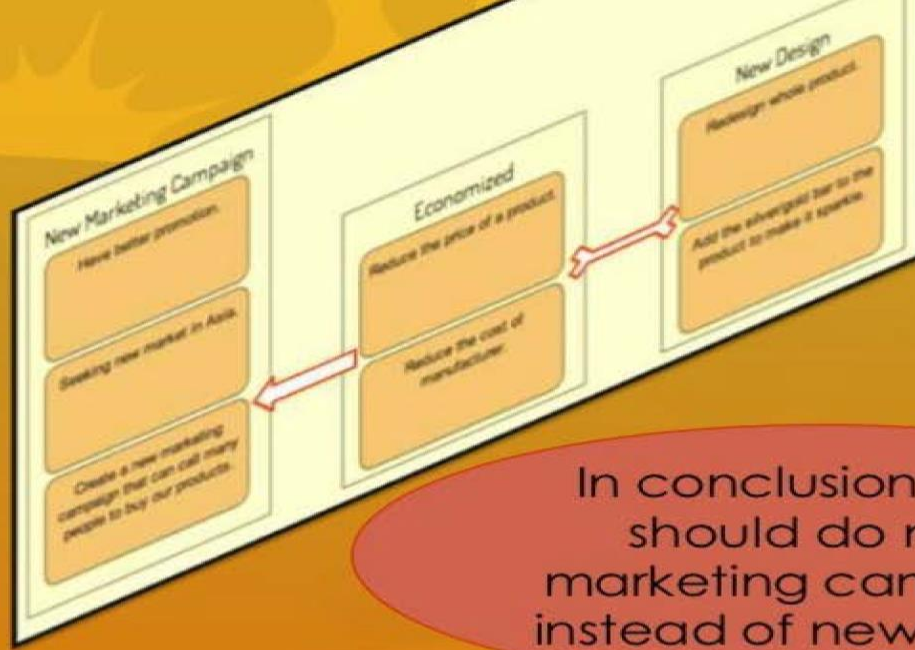 New Marketing Campaign
Have better promotion.
Seeking new market in Asia.
Create a new marketing
campaign that can call many
people to buy our products.
Economized
Reduce the price of a product.
Reduce the cost of
manufacturer.
New Design
Redesign whole product.
Add the silver/gold bar to the
product to make it sparkle.
In conclusion
should do
marketing
instead of new